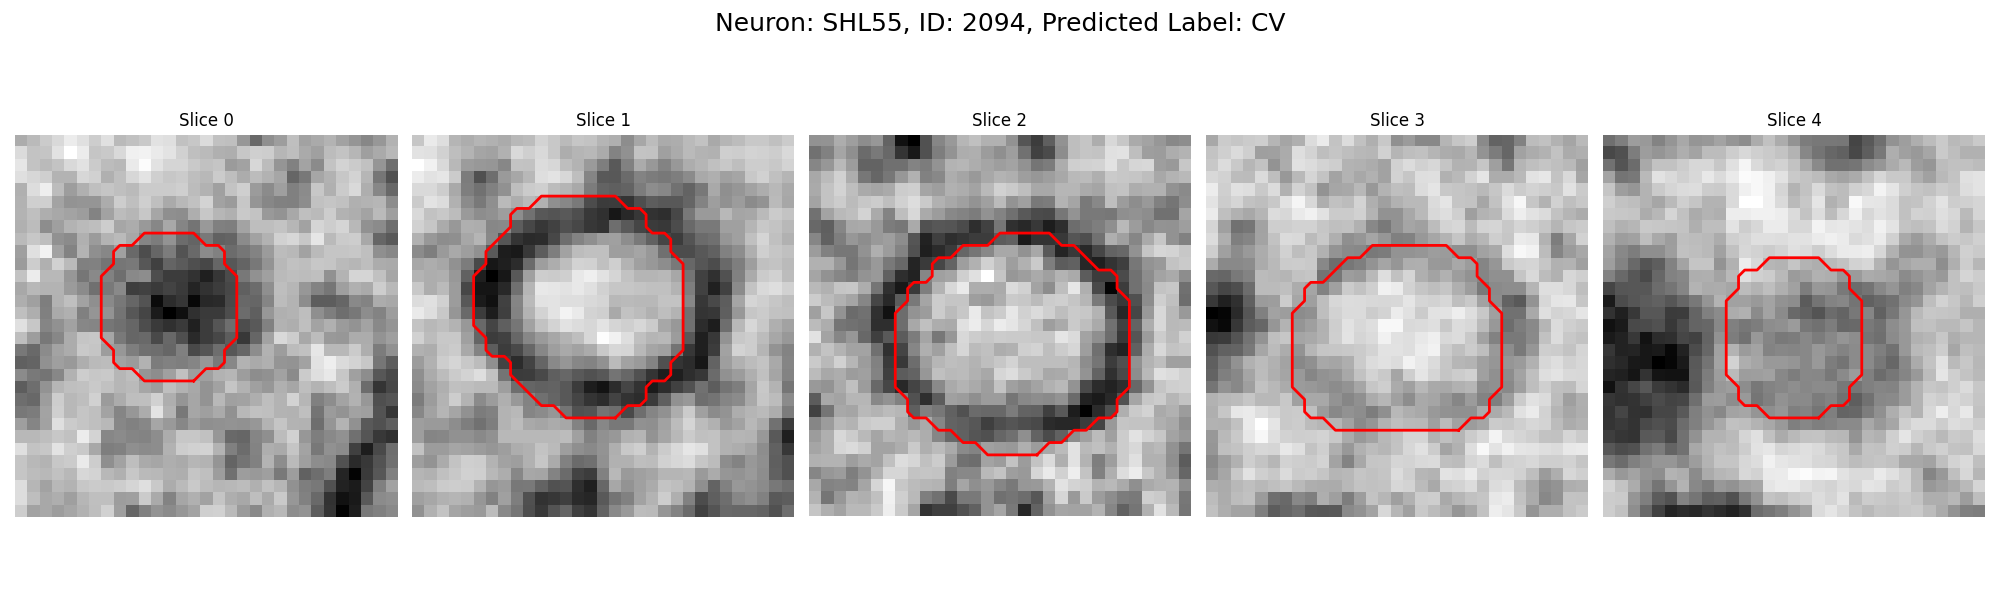 Neuron: SHL55, ID: 2094, Predicted Label: CV
Slice 0
Slice 1
Slice 2
Slice 3
Slice 4